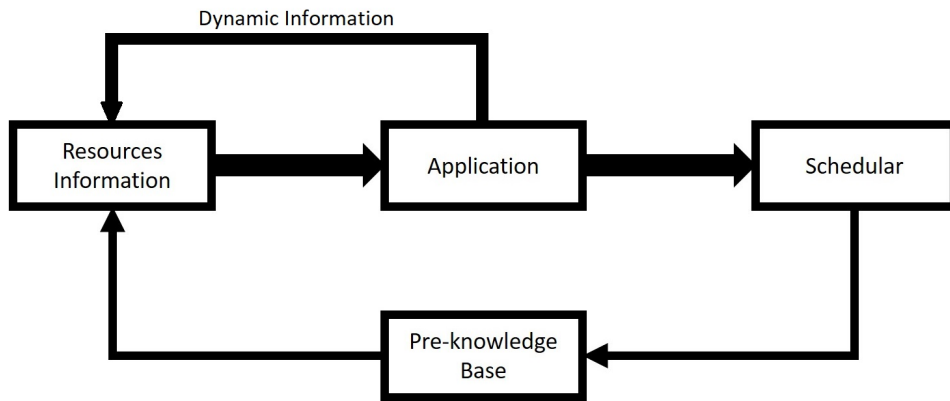 Dynamic Information
Resources
Information
Application
Schedular
Pre-knowledge
Base